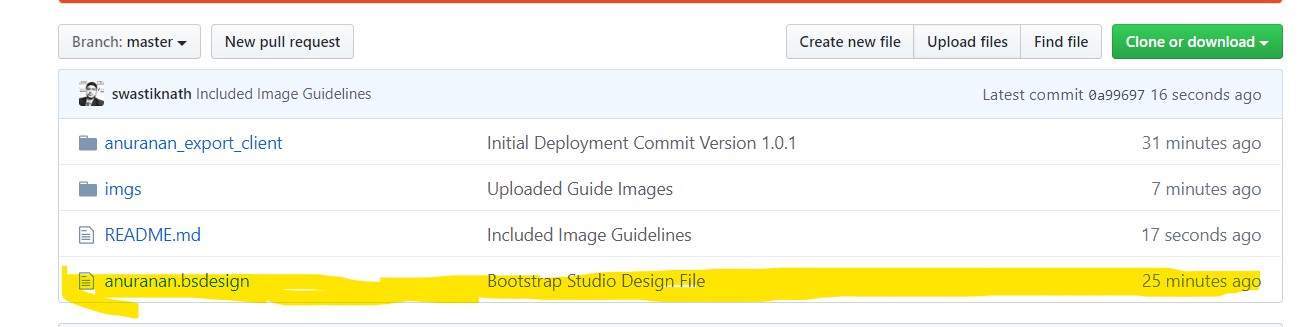 Branch: master New pull request Create new file Upload files Find file Clone or download
swastiknath Included Image Guidelines Latest commit 0a99697 16 seconds ago
anuranan_export_client Initial Deployment Commit Version 1.0.1 31 minutes ago
imgs Uploaded Guide Images 7 minutes ago
README.md Included Image Guidelines 17 seconds ago
anuranan.bsdesign Bootstrap Studio Design File 25 minutes ago